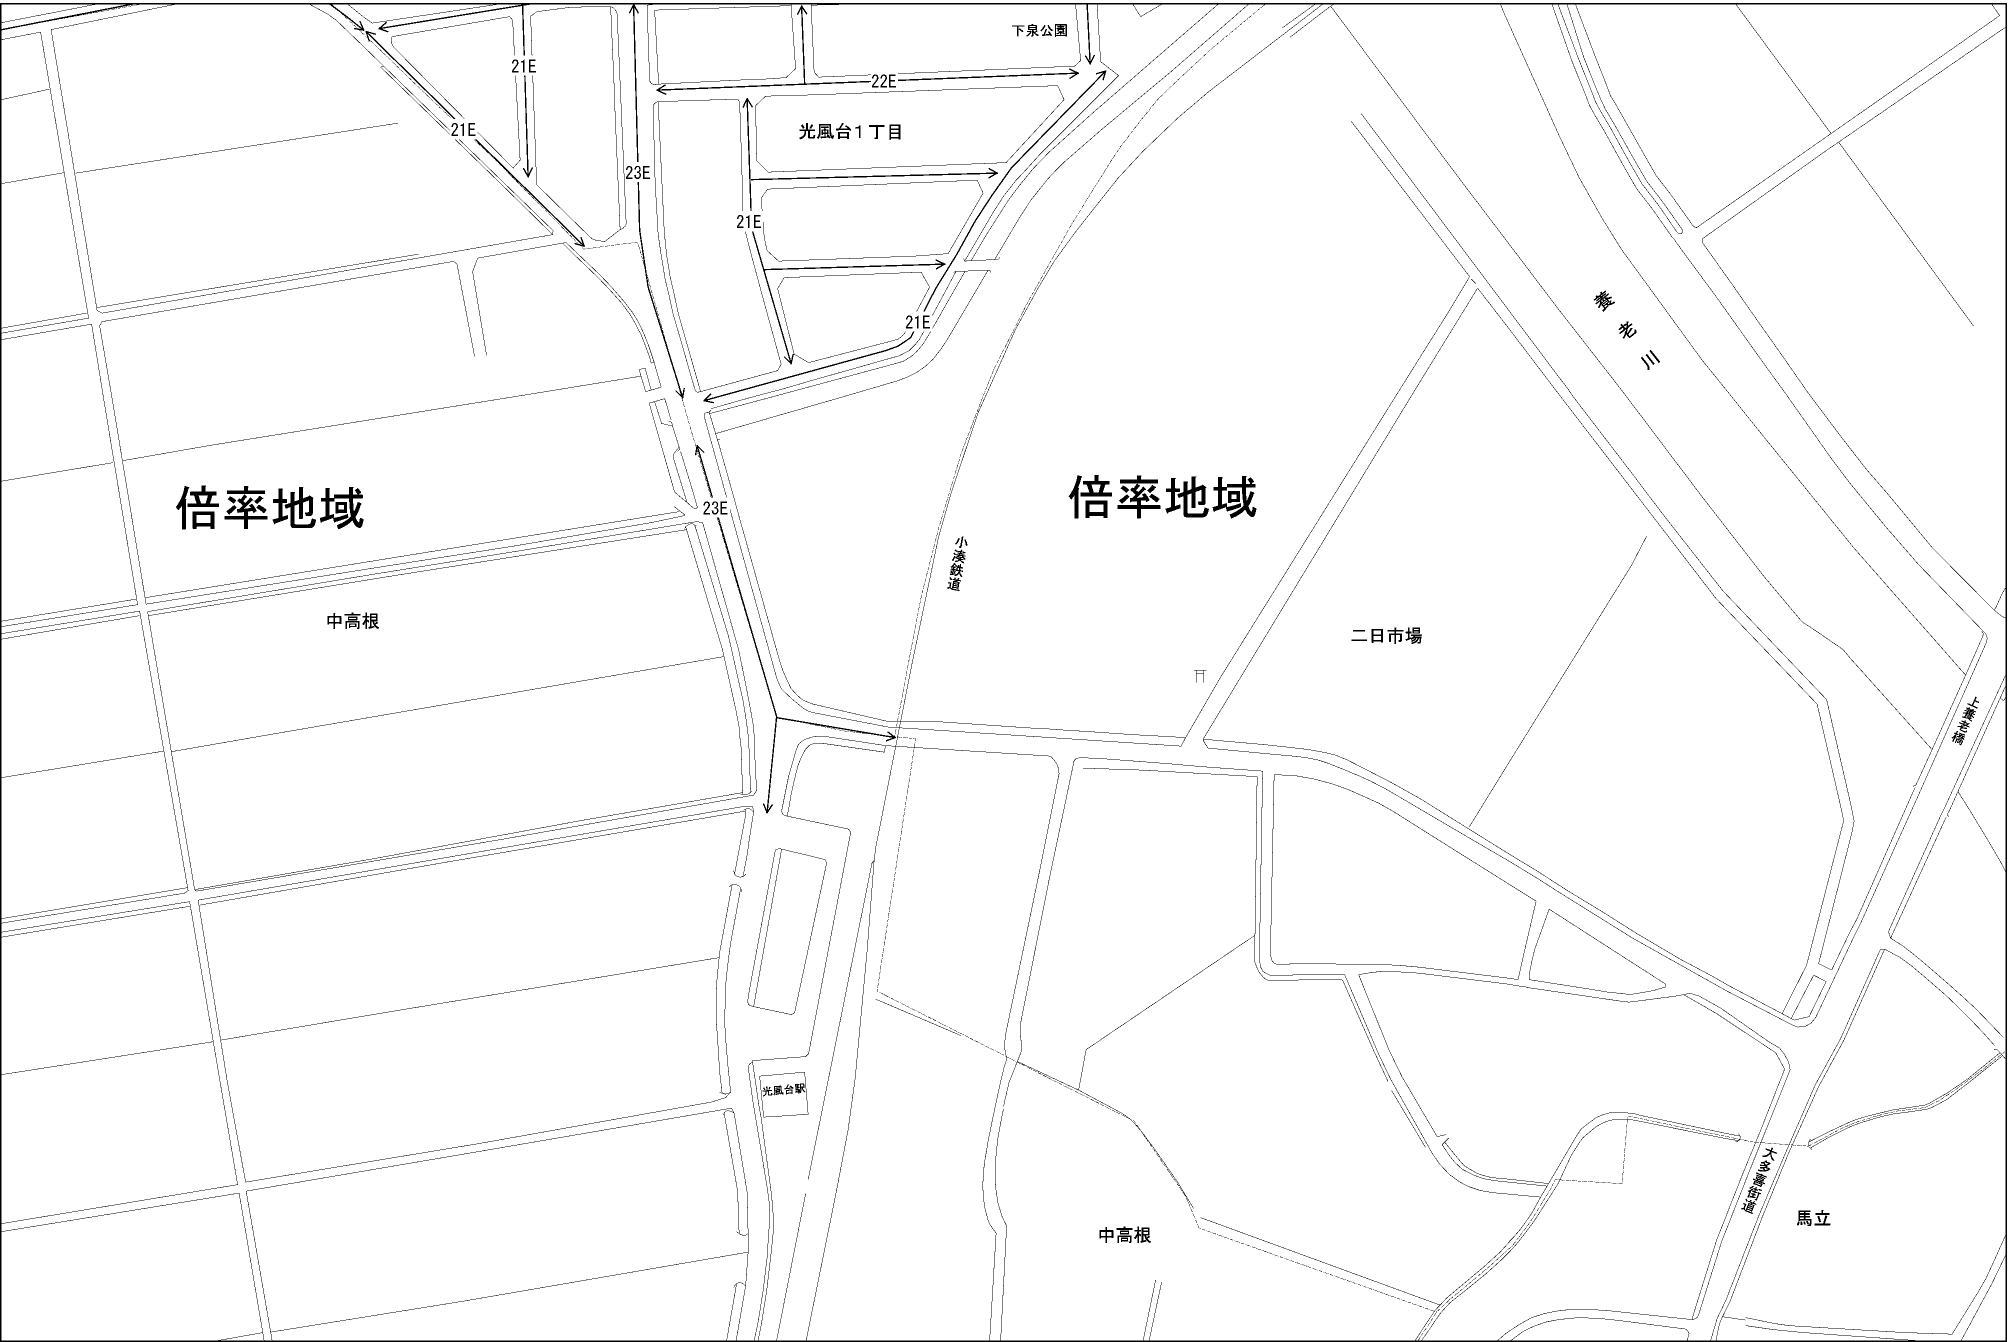 下泉公園
21E
22E
21E
光風台1丁目
23E
21E
養老川
21E
倍率地域
倍率地域
23E
小湊鉄道
中高根
二日市場
上養老橋
光風台駅
大多喜街道
馬立
中高根